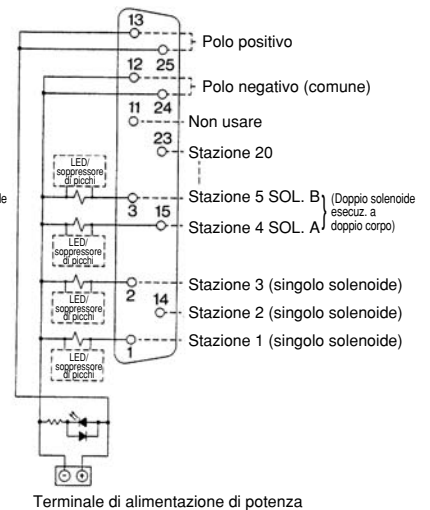 13
Polo positivo
12 25
Polo negativo (comune)
24
11
Non usare
23
Stazione 20
LED/
soppressore
di picchi
Stazione 5 SOL. B
(Doppio solenoide
esecuz. a
doppio corpo)
3 15
Stazione 4 SOL. A
LED/
soppressore
di picchi
Stazione 3 (singolo solenoide)
2
LED/
soppressore
di picchi
14
Stazione 2 (singolo solenoide)
Stazione 1 (singolo solenoide)
1
LED/
soppressore
di picchi
Terminale di alimentazione di potenza